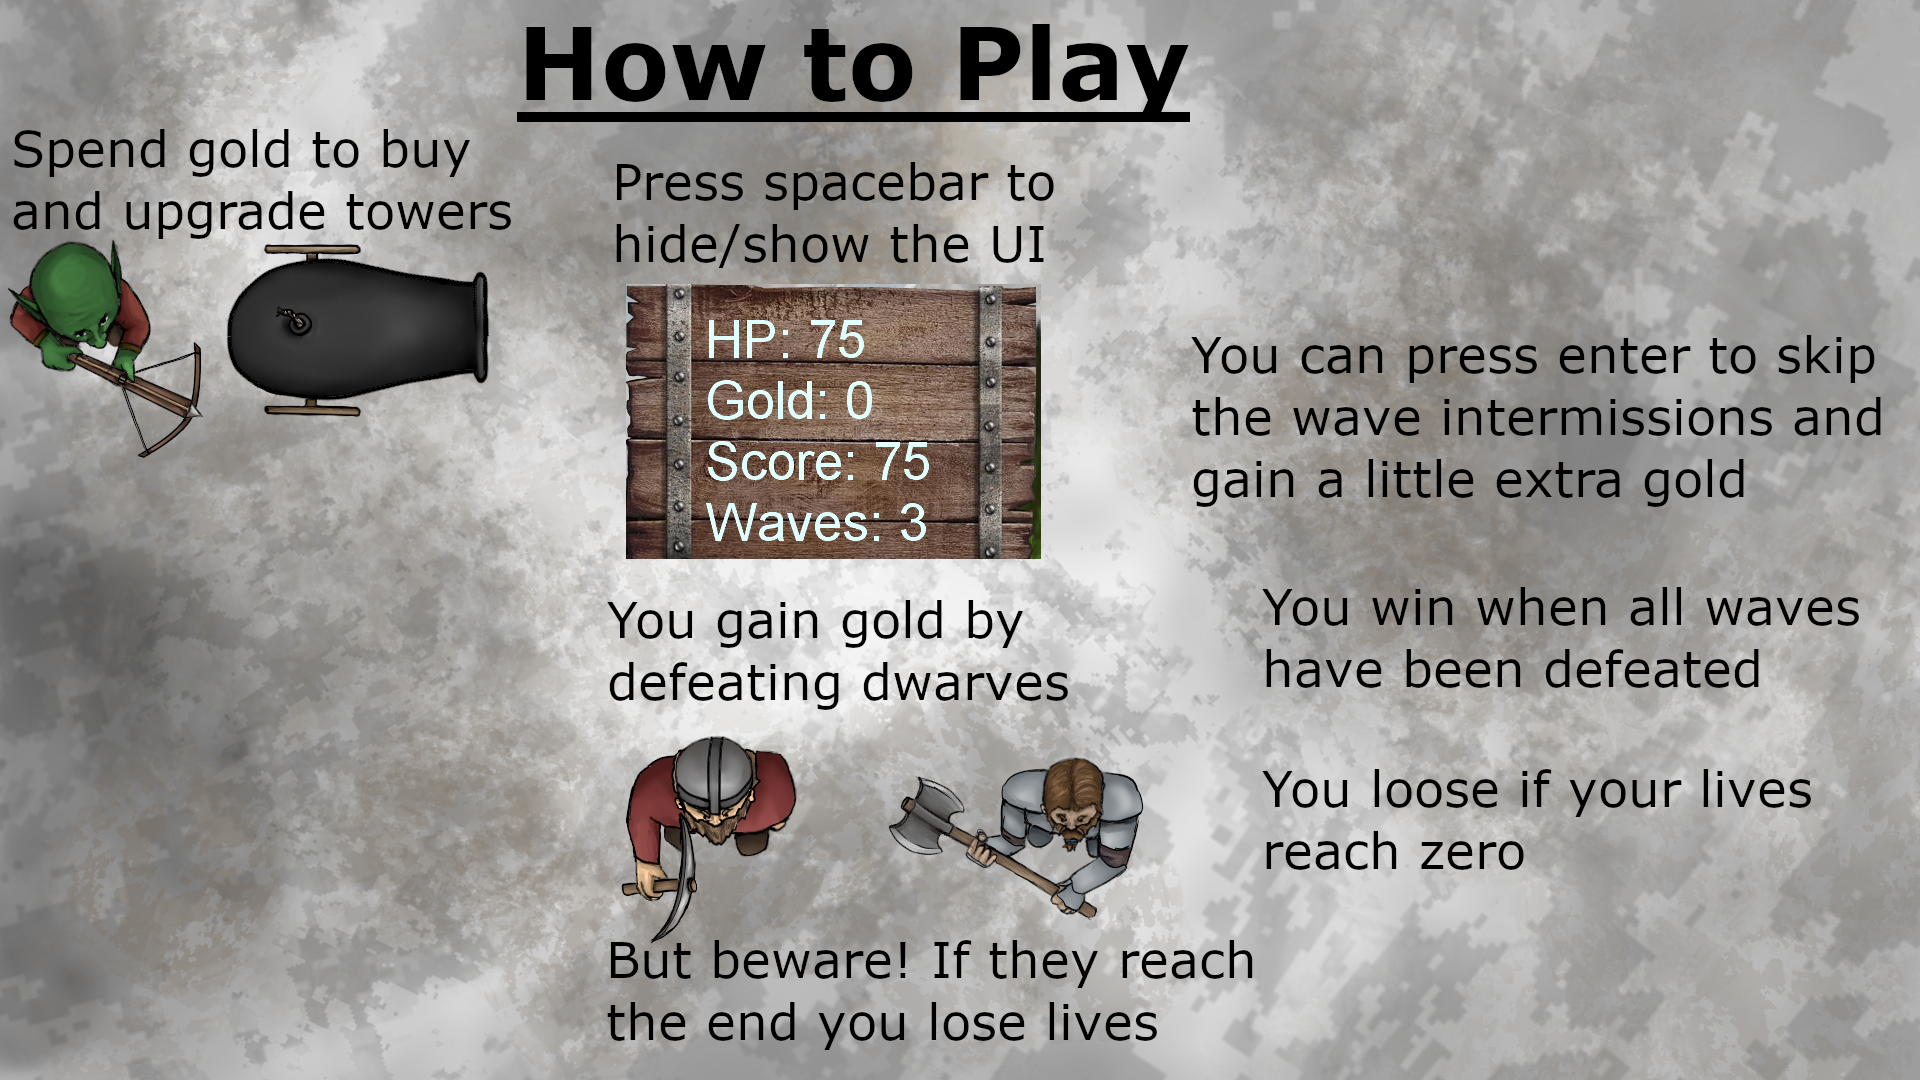 How to Play
Spend gold to buy
and upgrade towers
Press spacebar to
hide/show the UI
HP: 75
Gold: 0
Score: 75
Waves: 3
You gain gold by
defeating dwarves
But beware! If they reach
the end you lose lives
You can press enter to skip
the wave intermissions and
gain a little extra gold
You win when all waves
have been defeated
You loose if your lives
reach zero